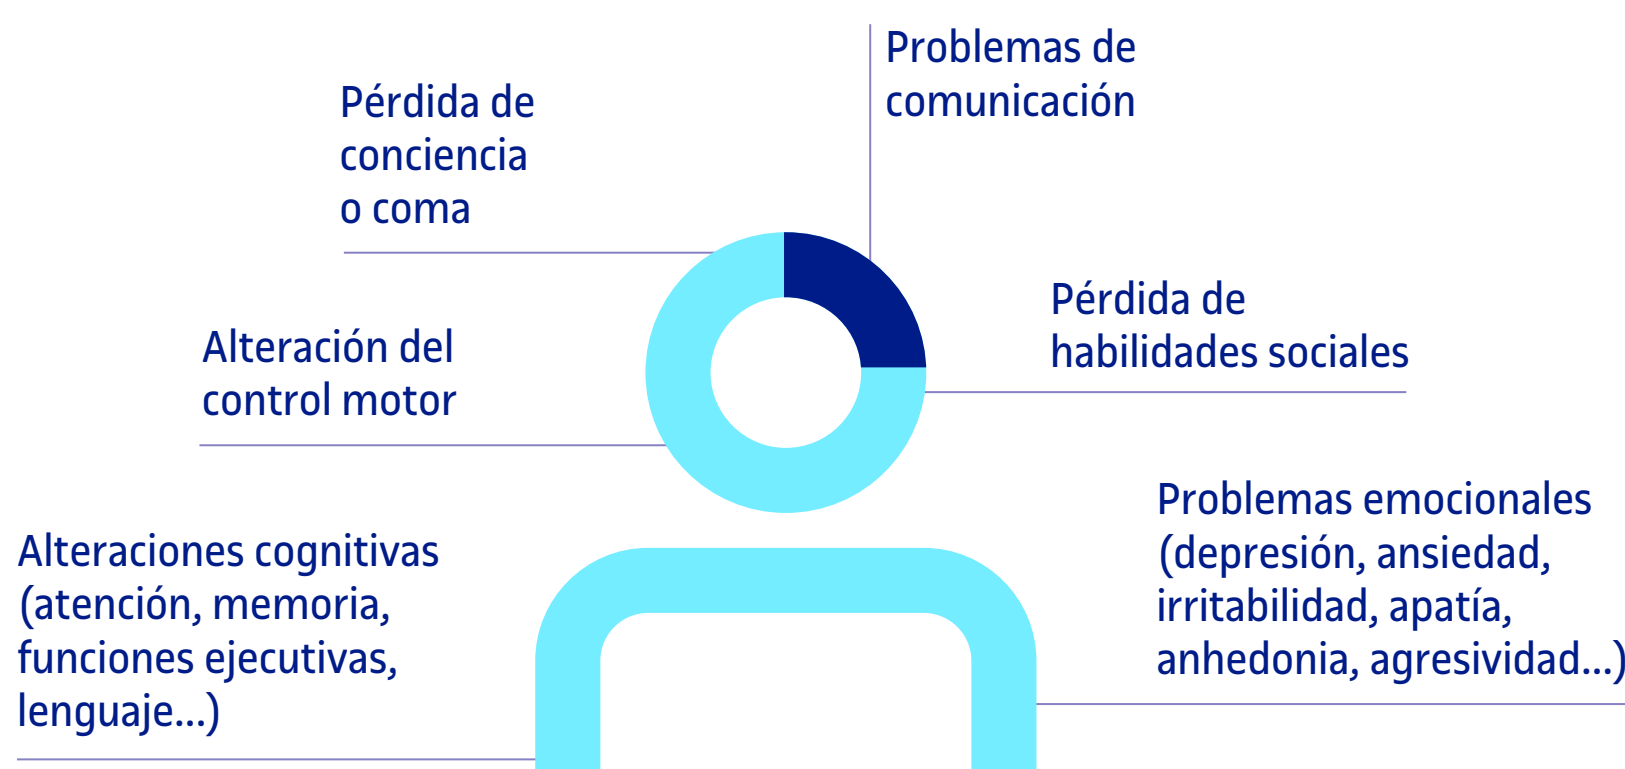 Problemas de
comunicación
Pérdida de
conciencia
o coma
Pérdida de
habilidades sociales
Alteración del
control motor
Problemas emocionales
(depresión, ansiedad,
irritabilidad, apatía,
anhedonia, agresividad...)
Alteraciones cognitivas
(atención, memoria,
funciones ejecutivas,
lenguaje...)